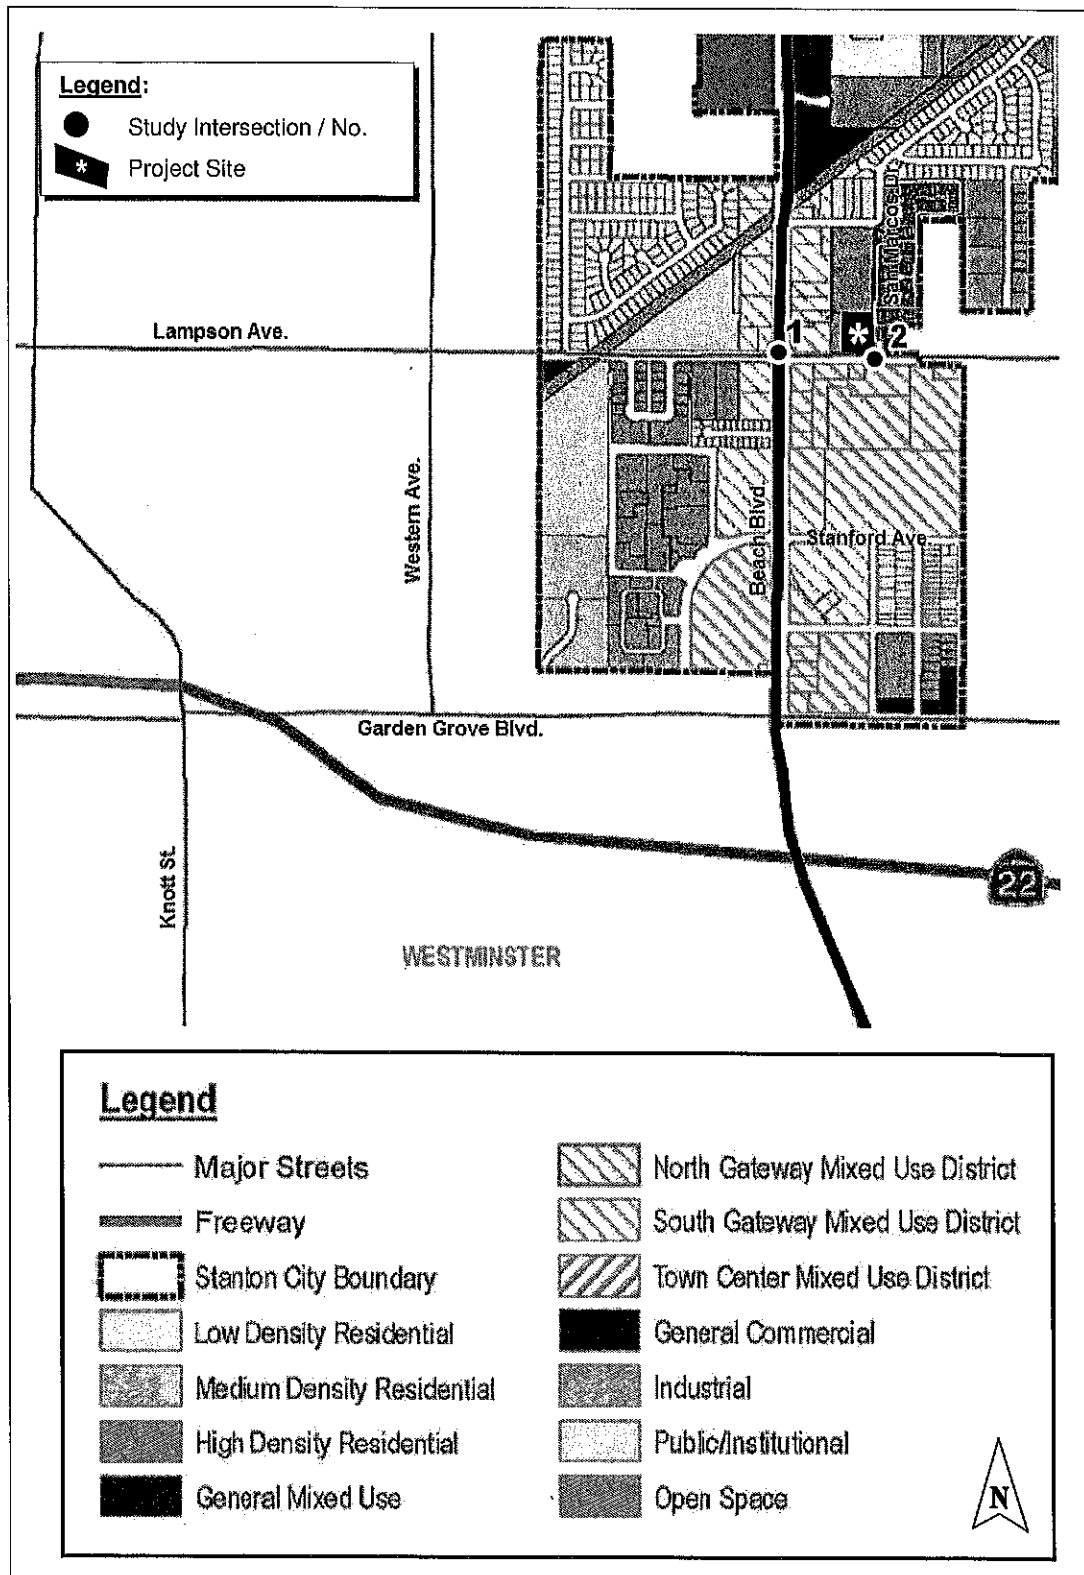 Legend:
Study Intersection / No.
* Project Site
San Marcos Dr.
Lampson Ave.
1
* 2
Western Ave.
Beach Blvd.
Stanford Ave.
Garden Grove Blvd.
Knott St.
22
WESTMINSTER
Legend
Major Streets
Freeway
Stanton City Boundary
Low Density Residential
Medium Density Residential
High Density Residential
General Mixed Use
North Gateway Mixed Use District
South Gateway Mixed Use District
Town Center Mixed Use District
General Commercial
Industrial
Public/Institutional
Open Space
N